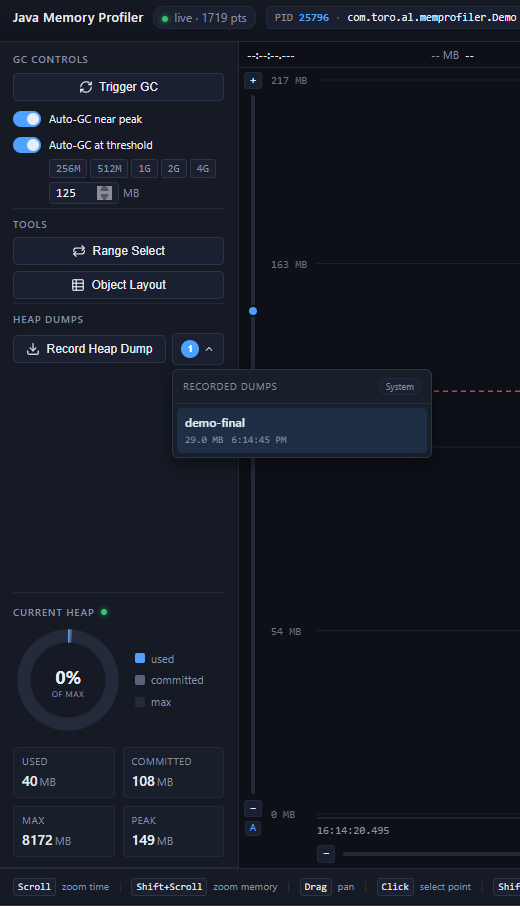 Java Memory Profiler live · 1719 pts PID 25796 · com.toro.al.memprofiler.Demo
GC CONTROLS
Trigger GC
Auto-GC near peak
Auto-GC at threshold
256M 512M 1G 2G 4G
125 MB
TOOLS
Range Select
Object Layout
HEAP DUMPS
Record Heap Dump 1
RECORDED DUMPS System
demo-final
29.0 MB 6:14:45 PM
CURRENT HEAP
0%
OF MAX
used
committed
max
USED COMMITTED
40 MB 108 MB
MAX PEAK
8172 MB 149 MB
--:--:--.--- -- MB --
+
217 MB
163 MB
54 MB
−
0 MB
A
16:14:20.495
−
Scroll zoom time Shift+Scroll zoom memory Drag pan Click select point Shif